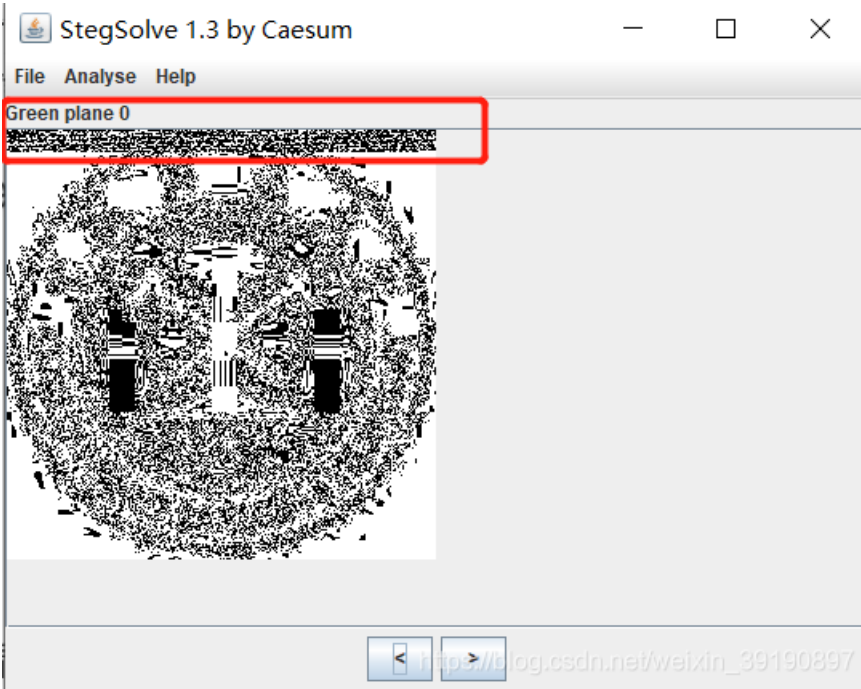 StegSolve 1.3 by Caesum
File Analyse Help
Green plane 0
< >
https://blog.csdn.net/weixin_39190897